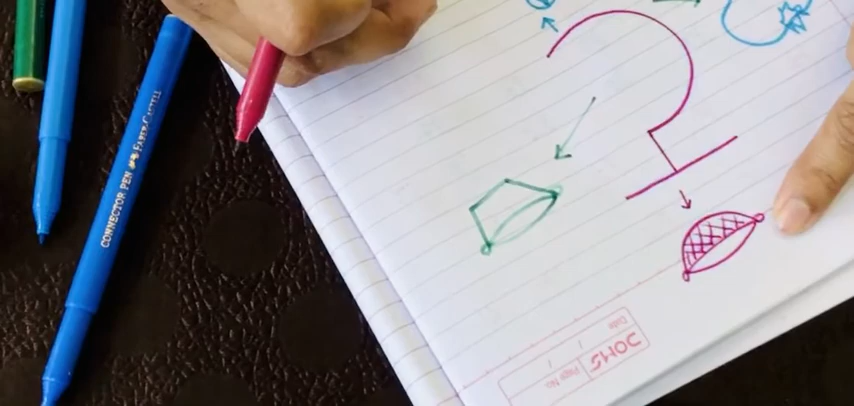 CONNECTOR PEN FABER-CASTELL
DOMS
Page No.
Date